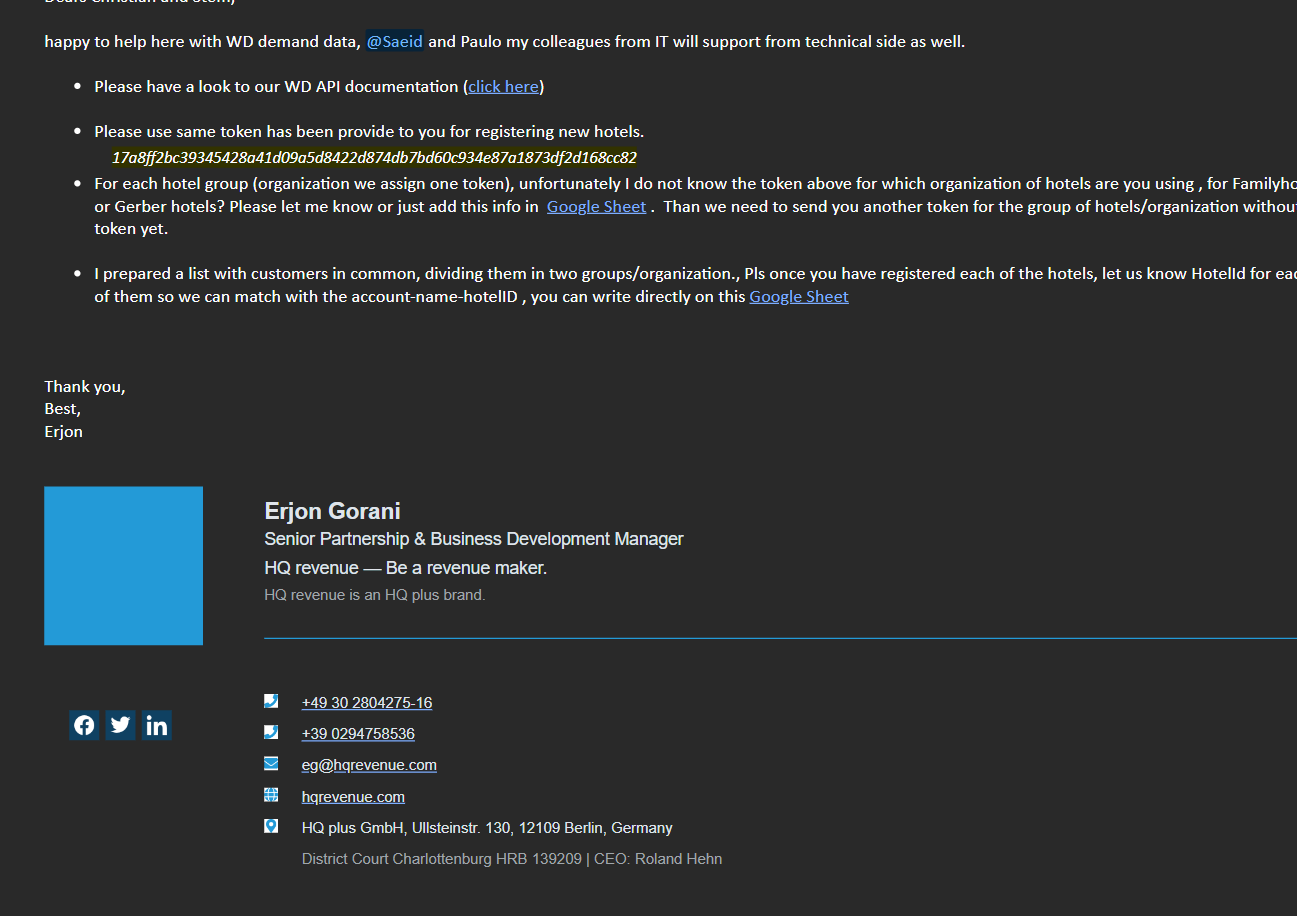 happy to help here with WD demand data, @Saeid and Paulo my colleagues from IT will support from technical side as well.
• Please have a look to our WD API documentation (click here)
• Please use same token has been provide to you for registering new hotels.
17a8ff2bc39345428a41d09a5d8422d874db7bd60c934e87a1873df2d168cc82
• For each hotel group (organization we assign one token), unfortunately I do not know the token above for which organization of hotels are you using , for
or Gerber hotels? Please let me know or just add this info in Google Sheet . Than we need to send you another token for the group of hotels/organization
token yet.
• I prepared a list with customers in common, dividing them in two groups/organization., Pls once you have registered each of the hotels, let us know HotelId for
of them so we can match with the account-name-hotelID , you can write directly on this Google Sheet
Thank you,
Best,
Erjon
Erjon Gorani
Senior Partnership & Business Development Manager
HQ revenue — Be a revenue maker.
HQ revenue is an HQ plus brand.
+49 30 2804275-16
+39 0294758536
eg@hqrevenue.com
hqrevenue.com
HQ plus GmbH, Ullsteinstr. 130, 12109 Berlin, Germany
District Court Charlottenburg HRB 139209 | CEO: Roland Hehn